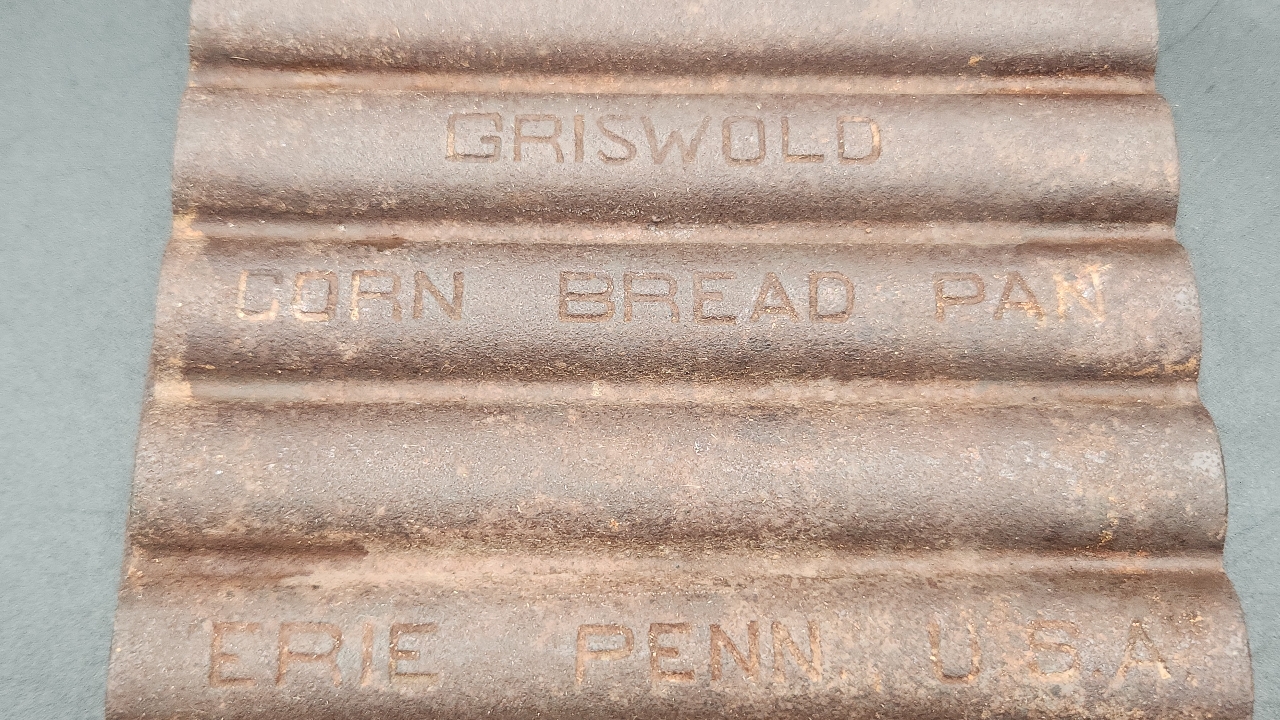 GRISWOLD
CORN BREAD PAN
ERIE PENN. U.S.A.